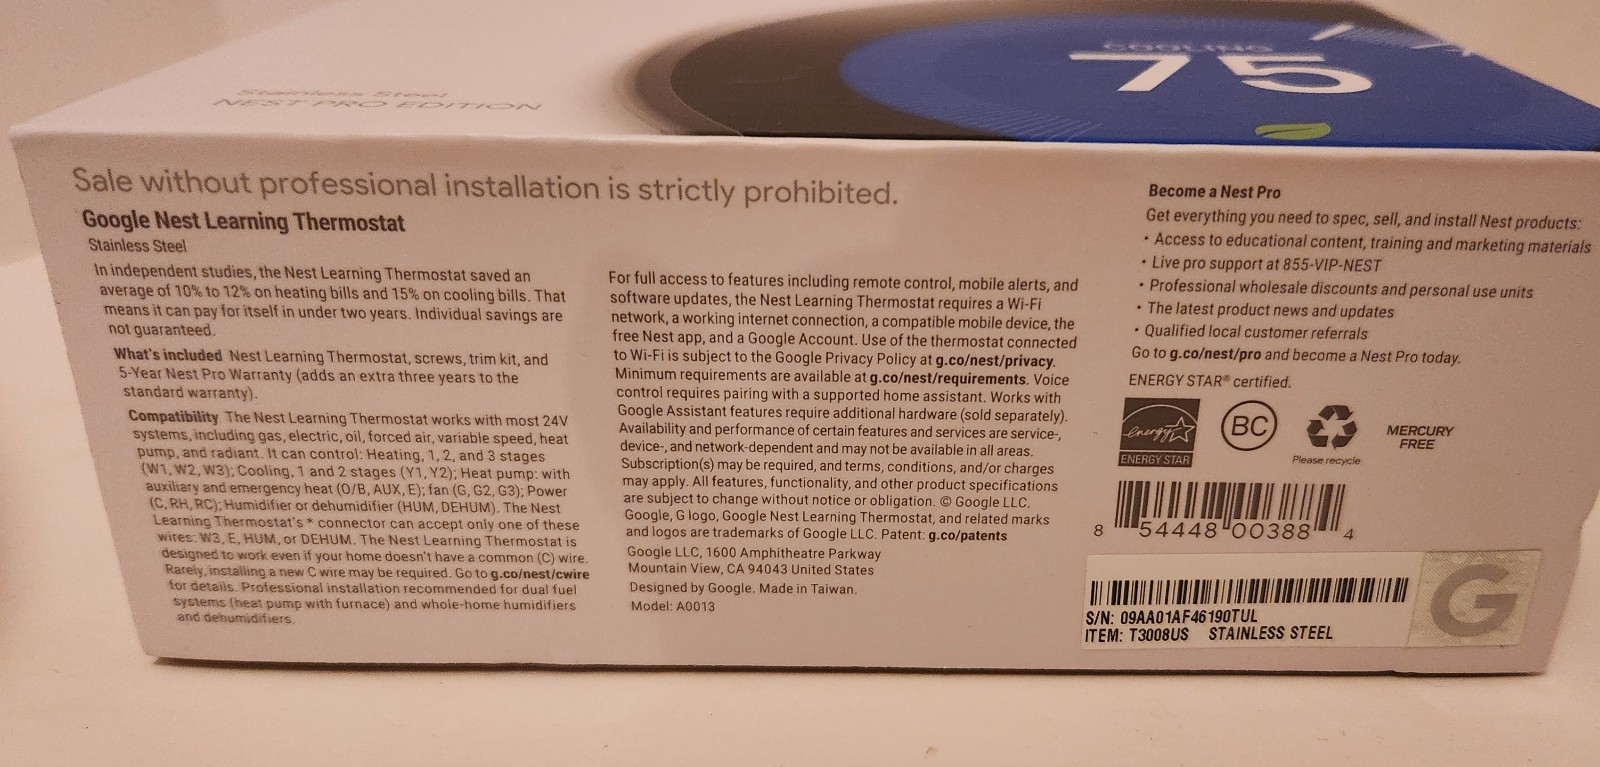 COOLING
75
Stainless Steel
NEST PRO EDITION
Sale without professional installation is strictly prohibited.
Google Nest Learning Thermostat
Stainless Steel
In independent studies, the Nest Learning Thermostat saved an
average of 10% to 12% on heating bills and 15% on cooling bills. That
means it can pay for itself in under two years. Individual savings are
not guaranteed.
What's included Nest Learning Thermostat, screws, trim kit, and
5-Year Nest Pro Warranty (adds an extra three years to the
standard warranty).
Compatibility The Nest Learning Thermostat works with most 24V
systems, including gas, electric, oil, forced air, variable speed, heat
pump, and radiant. It can control: Heating, 1, 2, and 3 stages
(W1, W2, W3); Cooling, 1 and 2 stages (Y1, Y2); Heat pump: with
auxiliary and emergency heat (O/B, AUX, E); fan (G, G2, G3); Power
(C, RH, RC); Humidifier or dehumidifier (HUM, DEHUM). The Nest
Learning Thermostat's * connector can accept only one of these
wires: W3, E, HUM, or DEHUM. The Nest Learning Thermostat is
designed to work even if your home doesn't have a common (C) wire.
Rarely, installing a new C wire may be required. Go to g.co/nest/cwire
for details. Professional installation recommended for dual fuel
systems (heat pump with furnace) and whole-home humidifiers
and dehumidifiers.
For full access to features including remote control, mobile alerts, and
software updates, the Nest Learning Thermostat requires a Wi-Fi
network, a working internet connection, a compatible mobile device, the
free Nest app, and a Google Account. Use of the thermostat connected
to Wi-Fi is subject to the Google Privacy Policy at g.co/nest/privacy.
Minimum requirements are available at g.co/nest/requirements. Voice
control requires pairing with a supported home assistant. Works with
Google Assistant features require additional hardware (sold separately).
Availability and performance of certain features and services are service-,
device-, and network-dependent and may not be available in all areas.
Subscription(s) may be required, and terms, conditions, and/or charges
may apply. All features, functionality, and other product specifications
are subject to change without notice or obligation. © Google LLC.
Google, G logo, Google Nest Learning Thermostat, and related marks
and logos are trademarks of Google LLC. Patent: g.co/patents
Google LLC, 1600 Amphitheatre Parkway
Mountain View, CA 94043 United States
Designed by Google. Made in Taiwan.
Model: A0013
Become a Nest Pro
Get everything you need to spec, sell, and install Nest products:
• Access to educational content, training and marketing materials
• Live pro support at 855-VIP-NEST
• Professional wholesale discounts and personal use units
• The latest product news and updates
• Qualified local customer referrals
Go to g.co/nest/pro and become a Nest Pro today.
ENERGY STAR® certified.
energy
ENERGY STAR
BC
Please recycle
MERCURY
FREE
8 54448 00388 4
S/N: 09AA01AF46190TUL
ITEM: T3008US STAINLESS STEEL
G